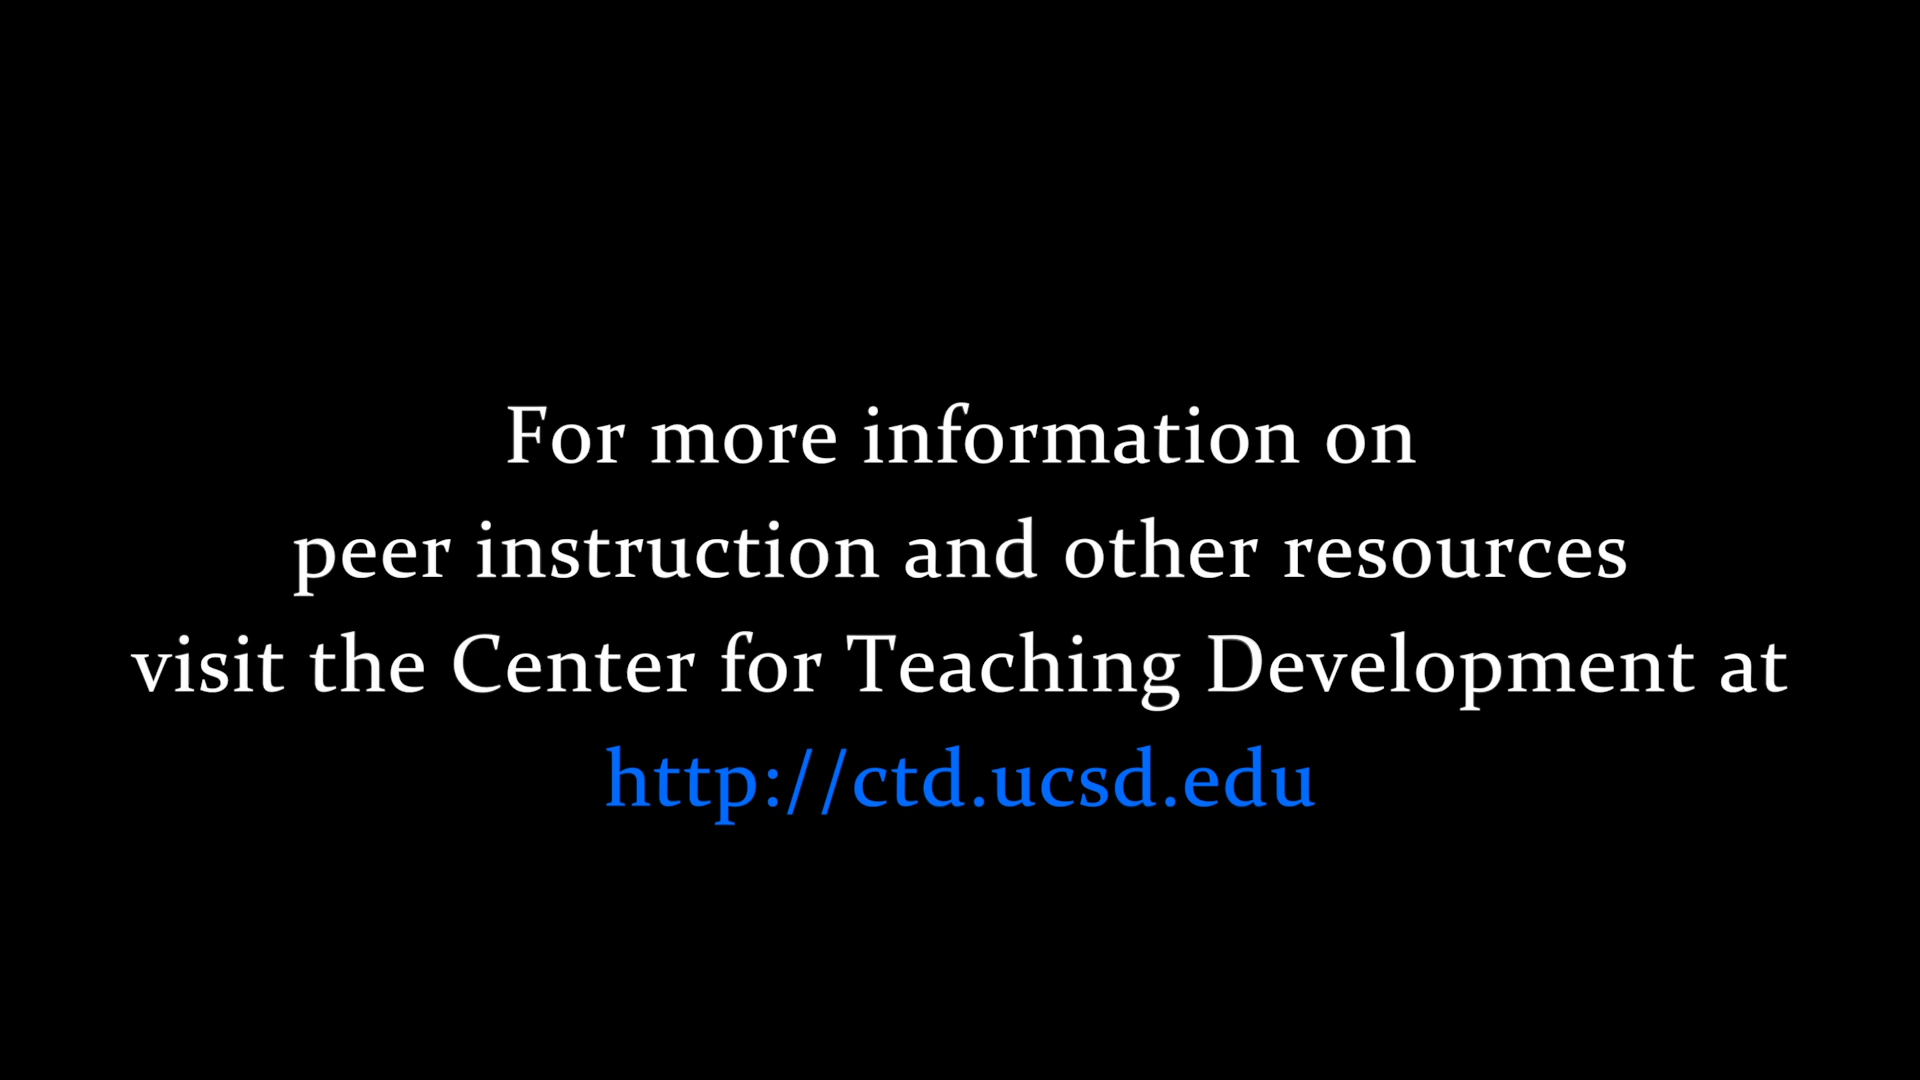 For more information on
peer instruction and other resources
visit the Center for Teaching Development at
http://ctd.ucsd.edu